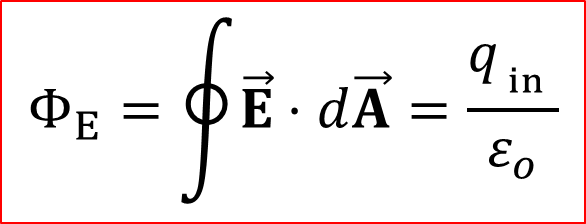 Φ_E = ∮ E⃗ · dA⃗ = q_in / ε_o